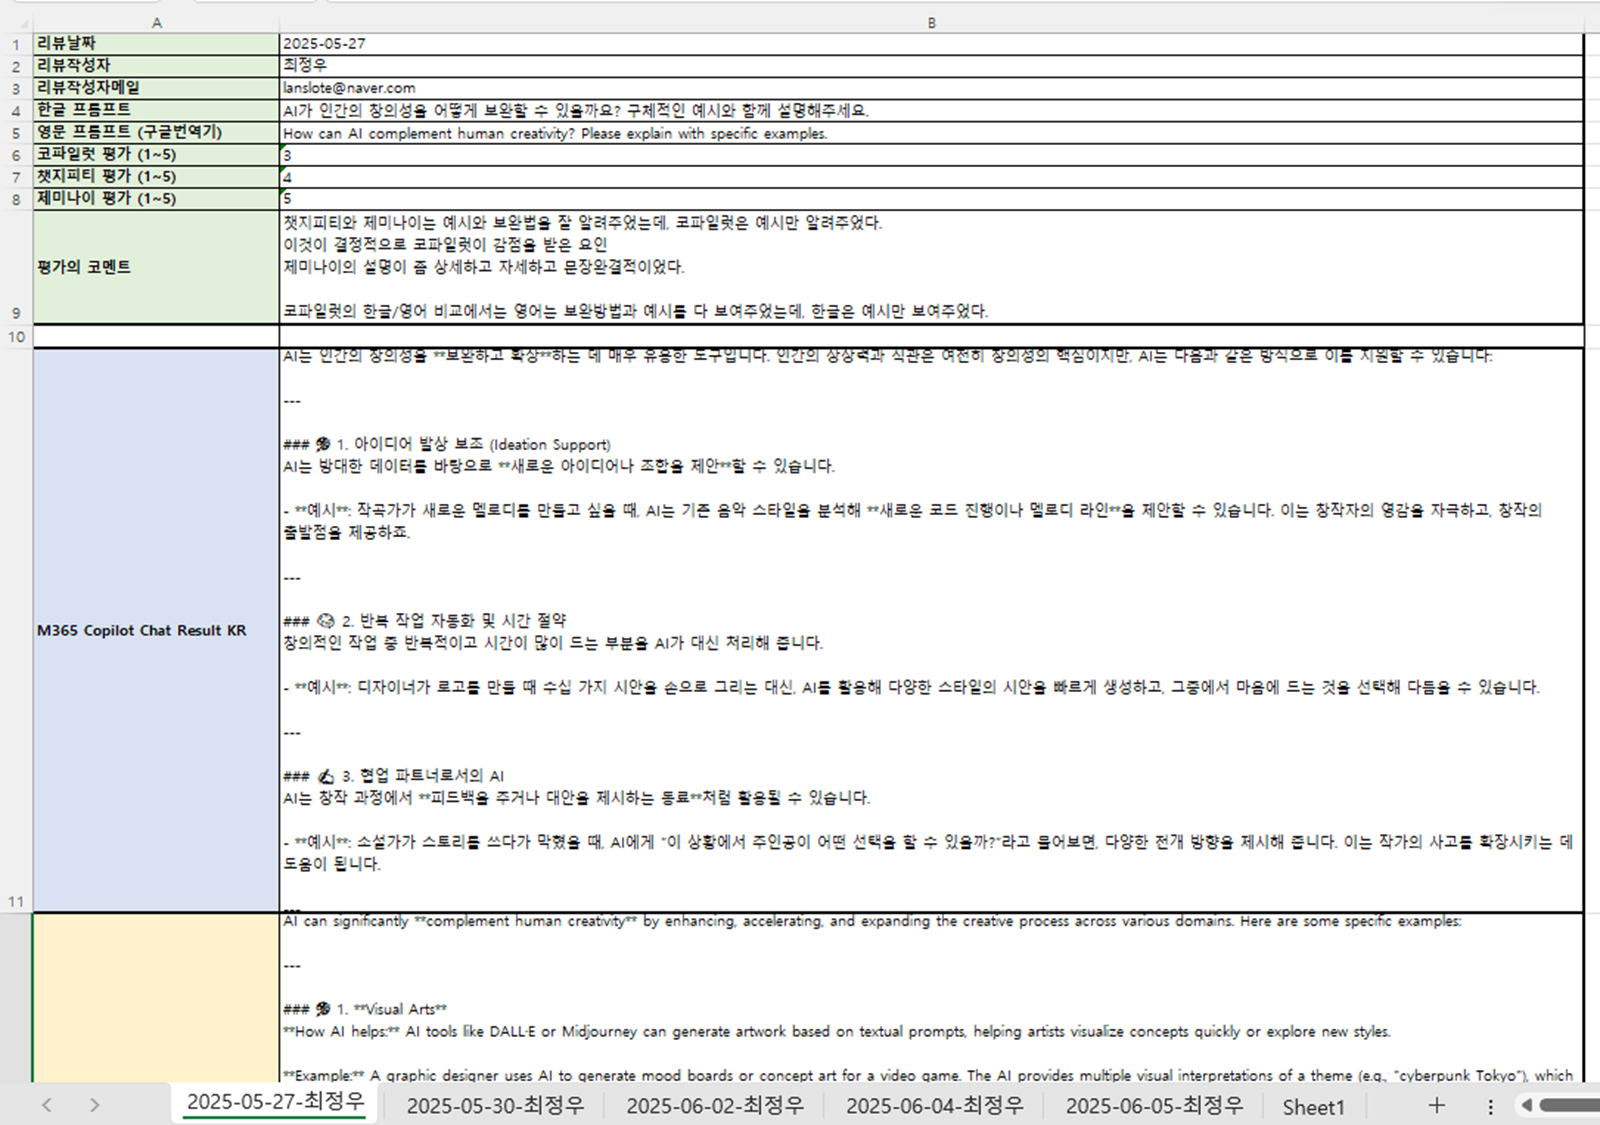 A B
1 리뷰날짜 2025-05-27
2 리뷰작성자 최정우
3 리뷰작성자메일 lanslote@naver.com
4 한글 프롬프트 AI가 인간의 창의성을 어떻게 보완할 수 있을까요? 구체적인 예시와 함께 설명해주세요.
5 영문 프롬프트 (구글번역기) How can AI complement human creativity? Please explain with specific examples.
6 코파일럿 평가 (1~5) 3
7 챗지피티 평가 (1~5) 4
8 제미나이 평가 (1~5) 5
챗지피티와 제미나이는 예시와 보완법을 잘 알려주었는데, 코파일럿은 예시만 알려주었다.
이것이 결정적으로 코파일럿이 감점을 받은 요인
평가의 코멘트 제미나이의 설명이 좀 상세하고 자세하고 문장완결적이었다.
9 코파일럿의 한글/영어 비교에서는 영어는 보완방법과 예시를 다 보여주었는데, 한글은 예시만 보여주었다.
10
AI는 인간의 창의성을 **보완하고 확장**하는 데 매우 유용한 도구입니다. 인간의 상상력과 직관은 여전히 창의성의 핵심이지만, AI는 다음과 같은 방식으로 이를 지원할 수 있습니다:
---
### 🎨 1. 아이디어 발상 보조 (Ideation Support)
AI는 방대한 데이터를 바탕으로 **새로운 아이디어나 조합을 제안**할 수 있습니다.
- **예시**: 작곡가가 새로운 멜로디를 만들고 싶을 때, AI는 기존 음악 스타일을 분석해 **새로운 코드 진행이나 멜로디 라인**을 제안할 수 있습니다. 이는 창작자의 영감을 자극하고, 창작의
출발점을 제공하죠.
---
### 🧠 2. 반복 작업 자동화 및 시간 절약
M365 Copilot Chat Result KR
창의적인 작업 중 반복적이고 시간이 많이 드는 부분을 AI가 대신 처리해 줍니다.
- **예시**: 디자이너가 로고를 만들 때 수십 가지 시안을 손으로 그리는 대신, AI를 활용해 다양한 스타일의 시안을 빠르게 생성하고, 그중에서 마음에 드는 것을 선택해 다듬을 수 있습니다.
---
### ✍ 3. 협업 파트너로서의 AI
AI는 창작 과정에서 **피드백을 주거나 대안을 제시하는 동료**처럼 활용될 수 있습니다.
- **예시**: 소설가가 스토리를 쓰다가 막혔을 때, AI에게 "이 상황에서 주인공이 어떤 선택을 할 수 있을까?"라고 물어보면, 다양한 전개 방향을 제시해 줍니다. 이는 작가의 사고를 확장시키는 데
도움이 됩니다.
11
---
AI can significantly **complement human creativity** by enhancing, accelerating, and expanding the creative process across various domains. Here are some specific examples:
---
### 🎨 1. **Visual Arts**
**How AI helps:** AI tools like DALL·E or Midjourney can generate artwork based on textual prompts, helping artists visualize concepts quickly or explore new styles.
**Example:** A graphic designer uses AI to generate mood boards or concept art for a video game. The AI provides multiple visual interpretations of a theme (e.g., "cyberpunk Tokyo"), which
2025-05-27-최정우 2025-05-30-최정우 2025-06-02-최정우 2025-06-04-최정우 2025-06-05-최정우 Sheet1